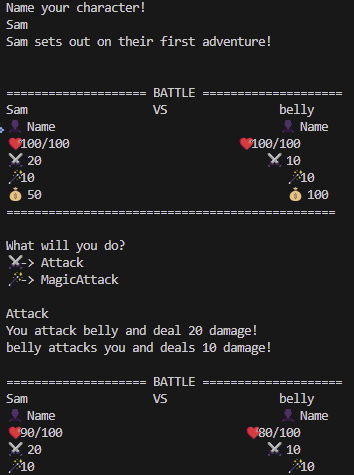 Name your character!
Sam
Sam sets out on their first adventure!
==================== BATTLE ====================
Sam VS belly
👤 Name 👤 Name
❤️100/100 ❤️100/100
⚔️ 20 ⚔️ 10
🪄10 🪄10
💰 50 💰 100
===============================================
What will you do?
⚔️-> Attack
🪄-> MagicAttack
Attack
You attack belly and deal 20 damage!
belly attacks you and deals 10 damage!
==================== BATTLE ====================
Sam VS belly
👤 Name 👤 Name
❤️90/100 ❤️80/100
⚔️ 20 ⚔️ 10
🪄10 🪄10